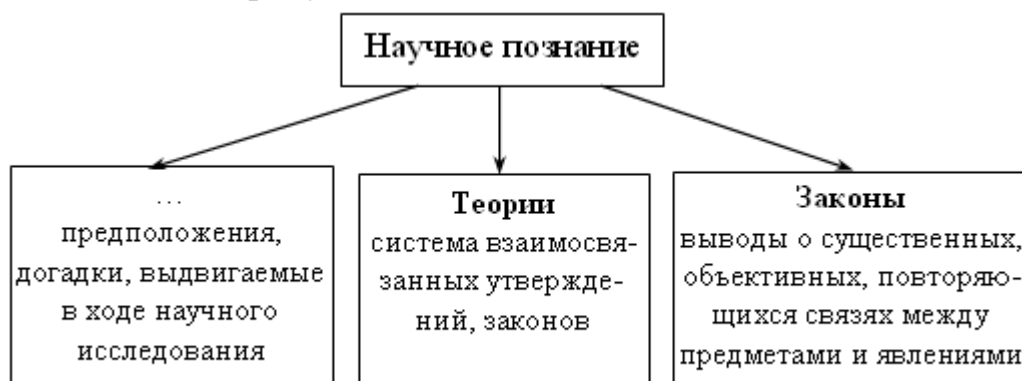 Научное познание
...
предположения,
догадки, выдвигаемые
в ходе научного
исследования
Теории
система взаимосвя-
занных утвержде-
ний, законов
Законы
выводы о существенных,
объективных, повторяю-
щихся связях между
предметами и явлениями